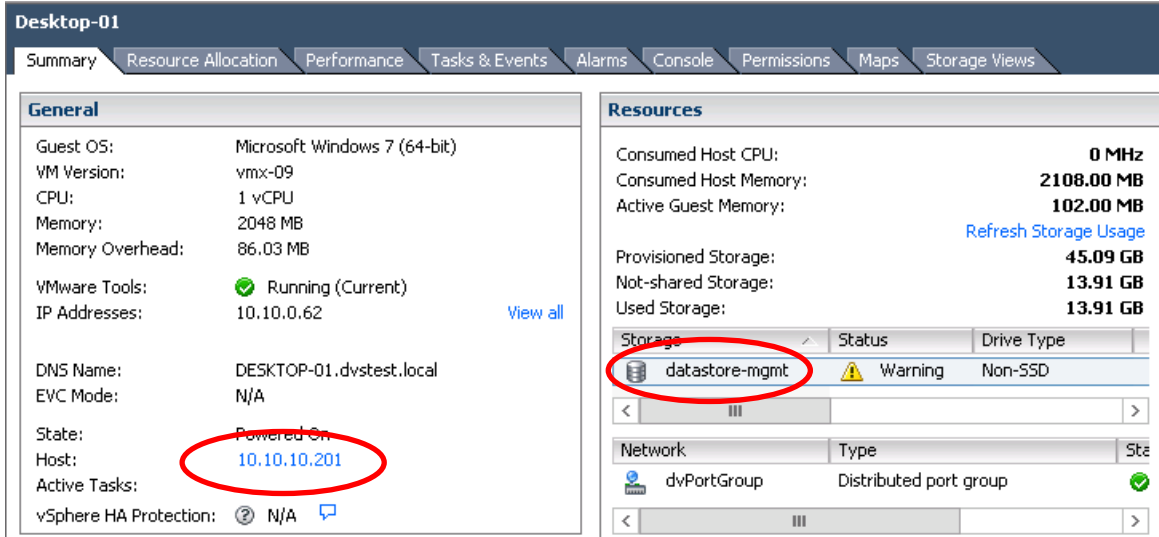 Desktop-01
Summary Resource Allocation Performance Tasks & Events Alarms Console Permissions Maps Storage Views
General
Guest OS: Microsoft Windows 7 (64-bit)
VM Version: vmx-09
CPU: 1 vCPU
Memory: 2048 MB
Memory Overhead: 86.03 MB
VMware Tools: Running (Current)
IP Addresses: 10.10.0.62 View all
DNS Name: DESKTOP-01.dvstest.local
EVC Mode: N/A
State: Powered On
Host: 10.10.10.201
Active Tasks:
vSphere HA Protection: N/A
Resources
Consumed Host CPU: 0 MHz
Consumed Host Memory: 2108.00 MB
Active Guest Memory: 102.00 MB
Refresh Storage Usage
Provisioned Storage: 45.09 GB
Not-shared Storage: 13.91 GB
Used Storage: 13.91 GB
Storage Status Drive Type
datastore-mgmt Warning Non-SSD
Network Type Sta
dvPortGroup Distributed port group